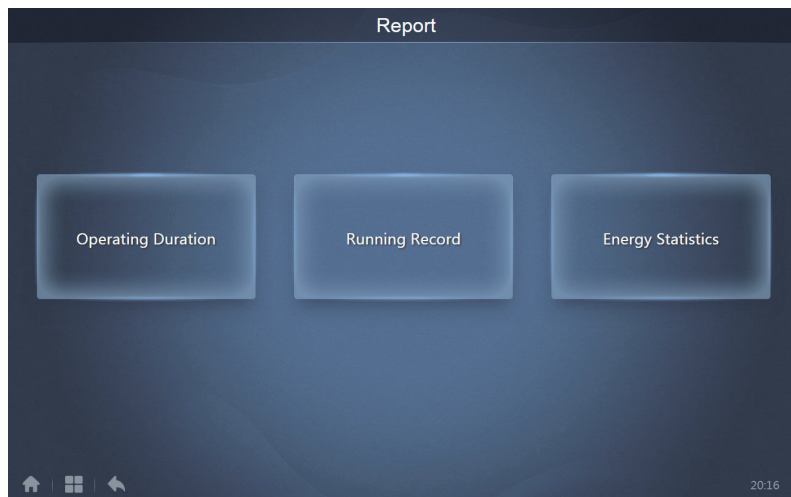 Report
Operating Duration
Running Record
Energy Statistics
20:16